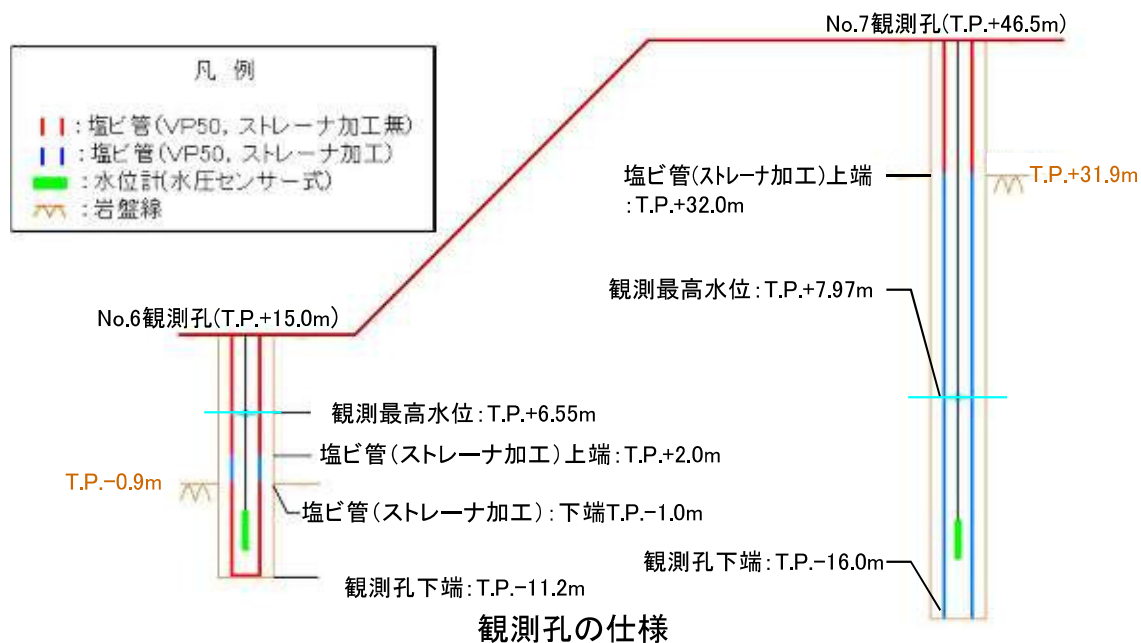 No.7観測孔(T.P.+46.5m)
凡 例
:塩ビ管(VP50, ストレーナ加工無)
:塩ビ管(VP50, ストレーナ加工)
:水位計(水圧センサー式)
:岩盤線
塩ビ管(ストレーナ加工)上端
:T.P.+32.0m
T.P.+31.9m
観測最高水位:T.P.+7.97m
No.6観測孔(T.P.+15.0m)
観測最高水位:T.P.+6.55m
塩ビ管(ストレーナ加工)上端:T.P.+2.0m
T.P.-0.9m
塩ビ管(ストレーナ加工):下端T.P.-1.0m
観測孔下端:T.P.-16.0m
観測孔下端:T.P.-11.2m
観測孔の仕様